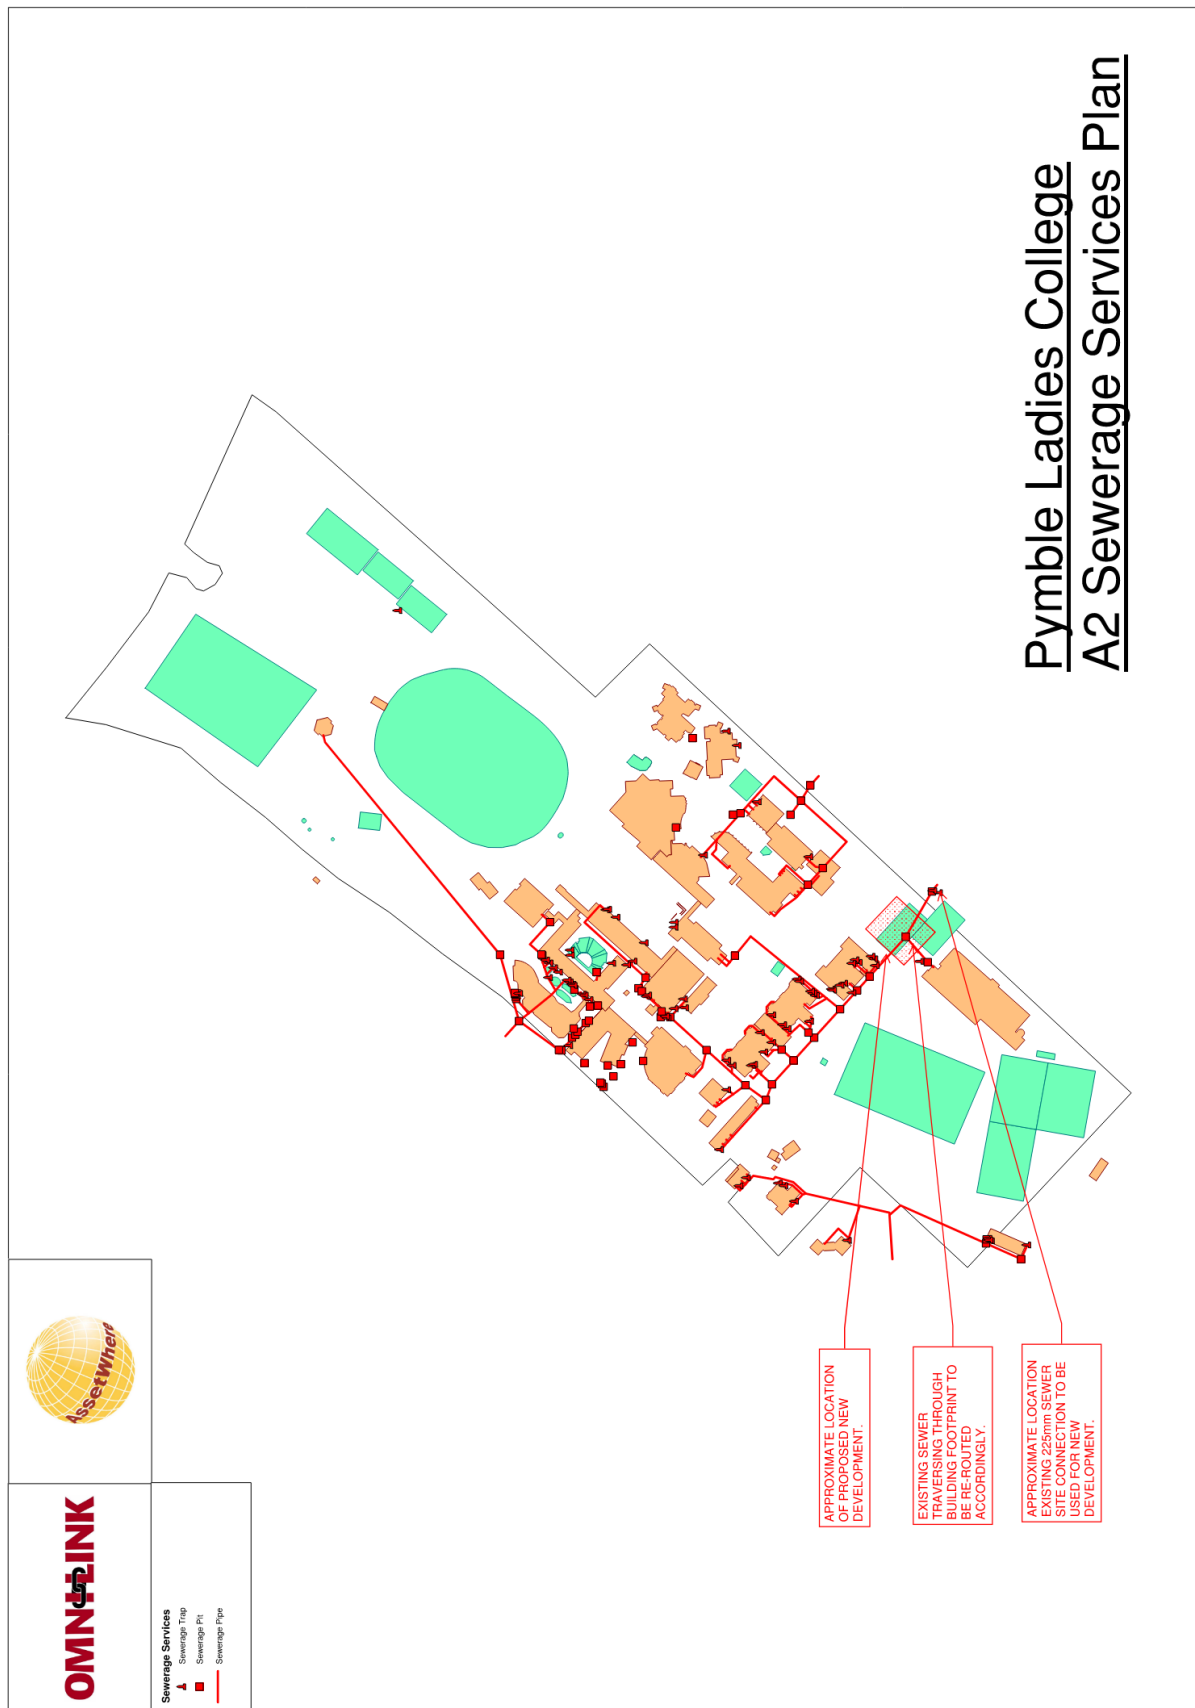 Pymble Ladies College
A2 Sewerage Services Plan
APPROXIMATE LOCATION
OF PROPOSED NEW
DEVELOPMENT.
EXISTING SEWER
TRAVERSING THROUGH
BUILDING FOOTPRINT TO
BE RE-ROUTED
ACCORDINGLY.
APPROXIMATE LOCATION
EXISTING 225mm SEWER
SITE CONNECTION TO BE
USED FOR NEW
DEVELOPMENT.
AssetWhere
OMNILINK
Sewerage Services
Sewerage Trap
Sewerage Pit
Sewerage Pipe